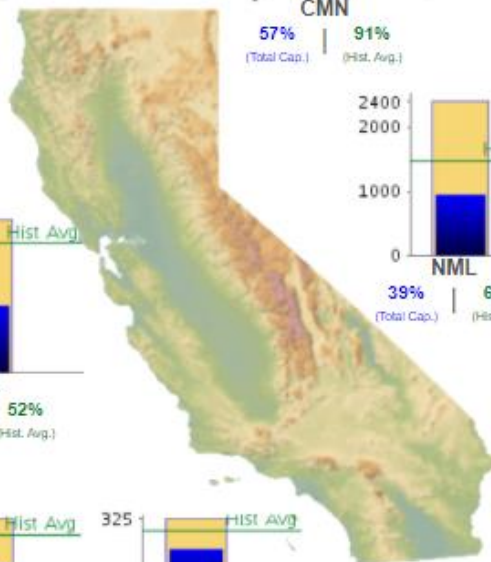 CMN
57% | 91%
(Total Cap.) (Hist. Avg.)
2400
2000
1000
0
NML
39% |
(Total Cap.)
Hist Avg
52%
Hist. Avg.)
Hist Avg
325
Hist Avg